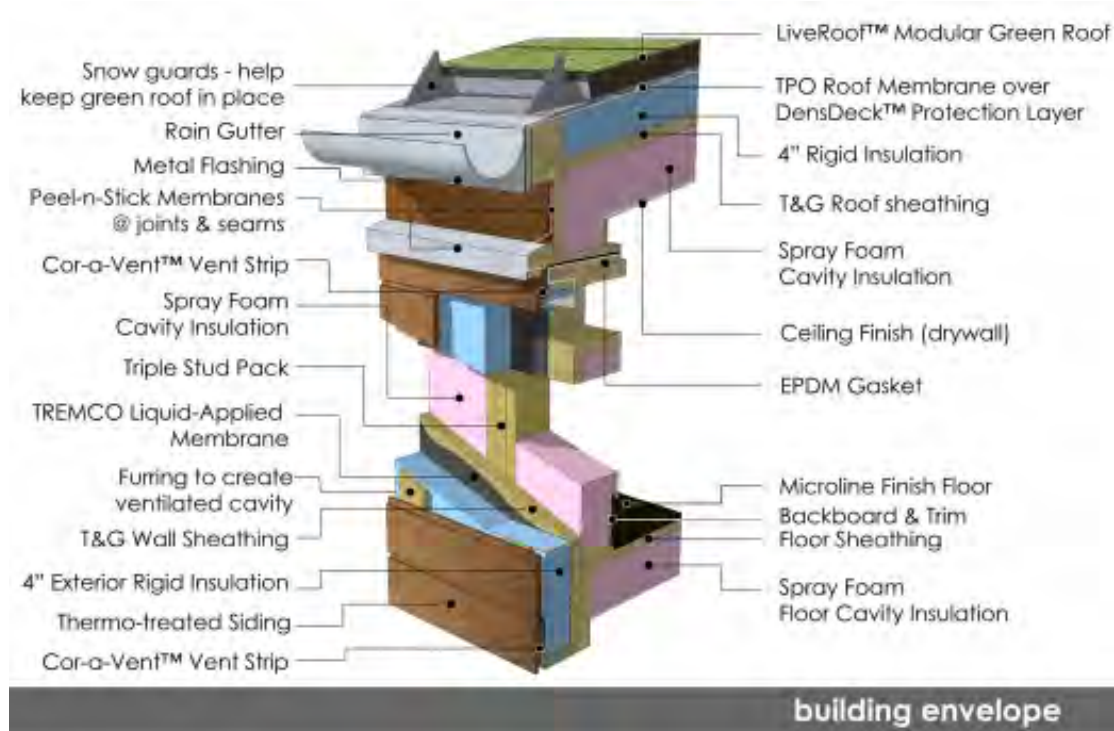 Snow guards - help
keep green roof in place
Rain Gutter
Metal Flashing
Peel-n-Stick Membranes
@ joints & seams
Cor-a-Vent™ Vent Strip
Spray Foam
Cavity Insulation
Triple Stud Pack
TREMCO Liquid-Applied
Membrane
Furring to create
ventilated cavity
T&G Wall Sheathing
4" Exterior Rigid Insulation
Thermo-treated Siding
Cor-a-Vent™ Vent Strip
LiveRoof™ Modular Green Roof
TPO Roof Membrane over
DensDeck™ Protection Layer
4" Rigid Insulation
T&G Roof sheathing
Spray Foam
Cavity Insulation
Ceiling Finish (drywall)
EPDM Gasket
Microline Finish Floor
Backboard & Trim
Floor Sheathing
Spray Foam
Floor Cavity Insulation
building envelope